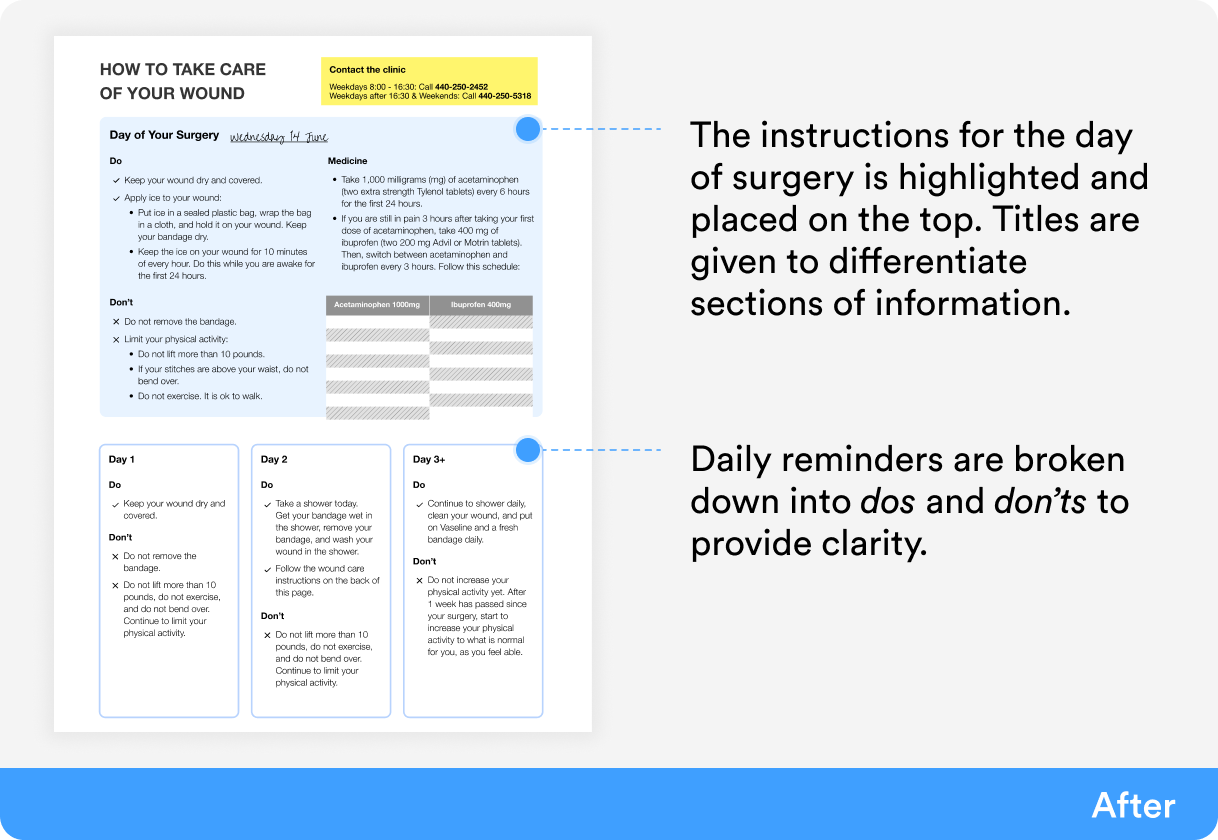 HOW TO TAKE CARE
OF YOUR WOUND
Contact the clinic
Weekdays 8:00 - 16:30: Call 440-250-2452
Weekdays after 16:30 & Weekends: Call 440-250-5318
Day of Your Surgery Wednesday 14 June
Do
Keep your wound dry and covered.
Apply ice to your wound:
Put ice in a sealed plastic bag, wrap the bag
in a cloth, and hold it on your wound. Keep
your bandage dry.
Keep the ice on your wound for 10 minutes
of every hour. Do this while you are awake for
the first 24 hours.
Don't
Do not remove the bandage.
Limit your physical activity:
Do not lift more than 10 pounds.
If your stitches are above your waist, do not
bend over.
Do not exercise. It is ok to walk.
Medicine
Take 1,000 milligrams (mg) of acetaminophen
(two extra strength Tylenol tablets) every 6 hours
for the first 24 hours.
If you are still in pain 3 hours after taking your first
dose of acetaminophen, take 400 mg of
ibuprofen (two 200 mg Advil or Motrin tablets).
Then, switch between acetaminophen and
ibuprofen every 3 hours. Follow this schedule:
Acetaminophen 1000mg Ibuprofen 400mg
Day 1
Do
Keep your wound dry and
covered.
Don't
Do not remove the
bandage.
Do not lift more than 10
pounds, do not exercise,
and do not bend over.
Continue to limit your
physical activity.
Day 2
Do
Take a shower today.
Get your bandage wet in
the shower, remove your
bandage, and wash your
wound in the shower.
Follow the wound care
instructions on the back of
this page.
Don't
Do not lift more than 10
pounds, do not exercise,
and do not bend over.
Continue to limit your
physical activity.
Day 3+
Do
Continue to shower daily,
clean your wound, and put
on Vaseline and a fresh
bandage daily.
Don't
Do not increase your
physical activity yet. After
1 week has passed since
your surgery, start to
increase your physical
activity to what is normal
for you, as you feel able.
The instructions for the day
of surgery is highlighted and
placed on the top. Titles are
given to differentiate
sections of information.
Daily reminders are broken
down into dos and don'ts to
provide clarity.
After